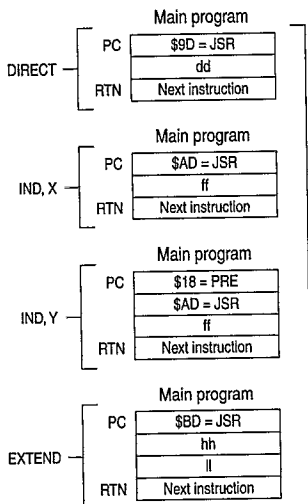 Main program
PC $9D = JSR
DIRECT dd
RTN Next instruction
Main program
PC $AD = JSR
IND, X ff
RTN Next instruction
Main program
PC $18 = PRE
$AD = JSR
IND, Y ff
RTN Next instruction
Main program
PC $BD = JSR
hh
EXTEND ll
RTN Next instruction